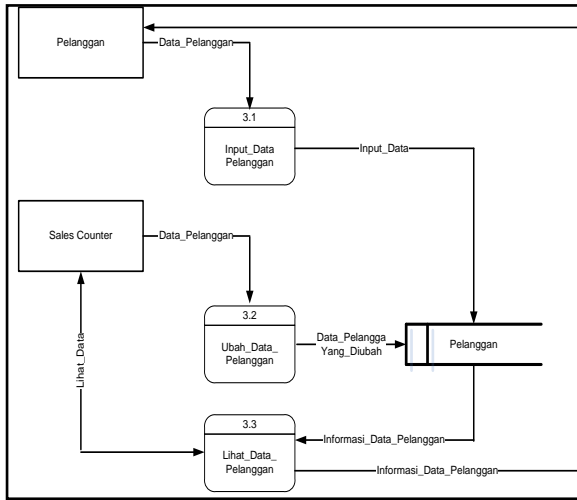 Pelanggan
Data_Pelanggan
3.1
Input_Data
Pelanggan
Input_Data
Sales Counter
Data_Pelanggan
3.2
Ubah_Data_
Pelanggan
Data_Pelangga
Yang_Diubah
Pelanggan
Lihat_Data
3.3
Lihat_Data_
Pelanggan
Informasi_Data_Pelanggan
Informasi_Data_Pelanggan